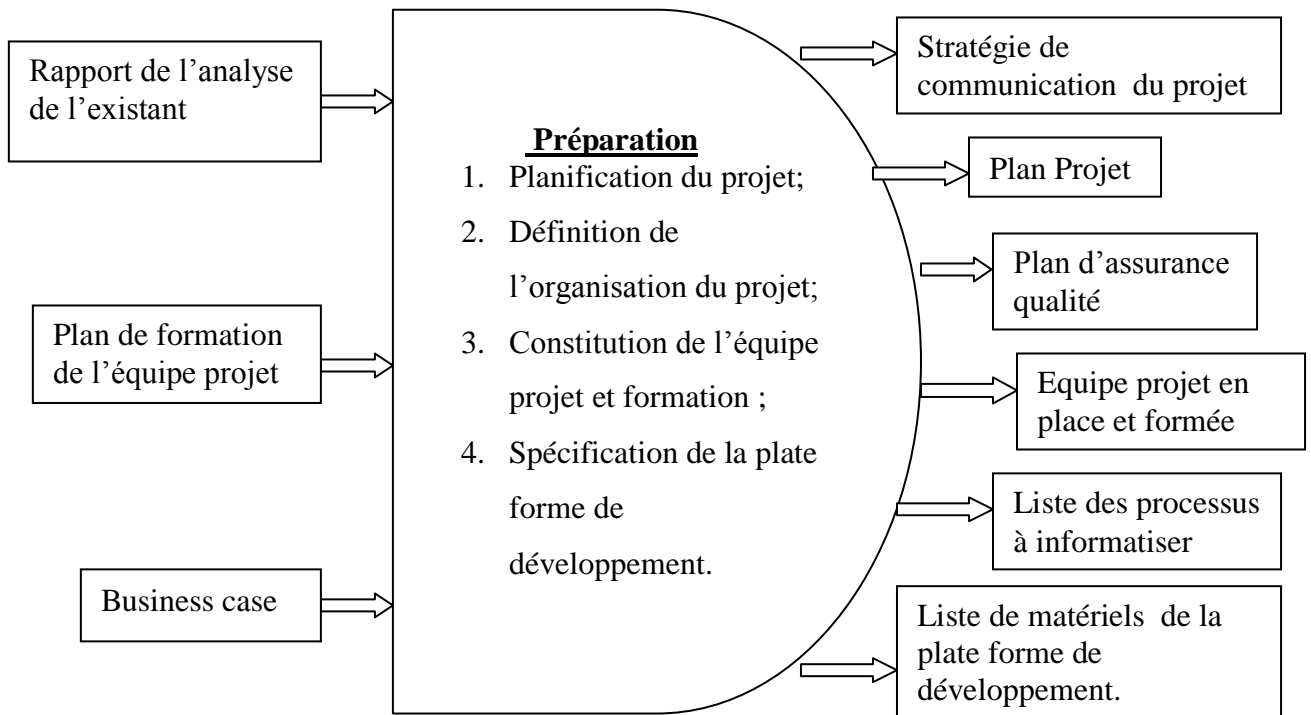 Rapport de l’analyse
de l’existant
Plan de formation
de l’équipe projet
Business case
Préparation
1. Planification du projet;
2. Définition de
l’organisation du projet;
3. Constitution de l’équipe
projet et formation ;
4. Spécification de la plate
forme de
développement.
Stratégie de
communication du projet
Plan Projet
Plan d’assurance
qualité
Equipe projet en
place et formée
Liste des processus
à informatiser
Liste de matériels de la
plate forme de
développement.